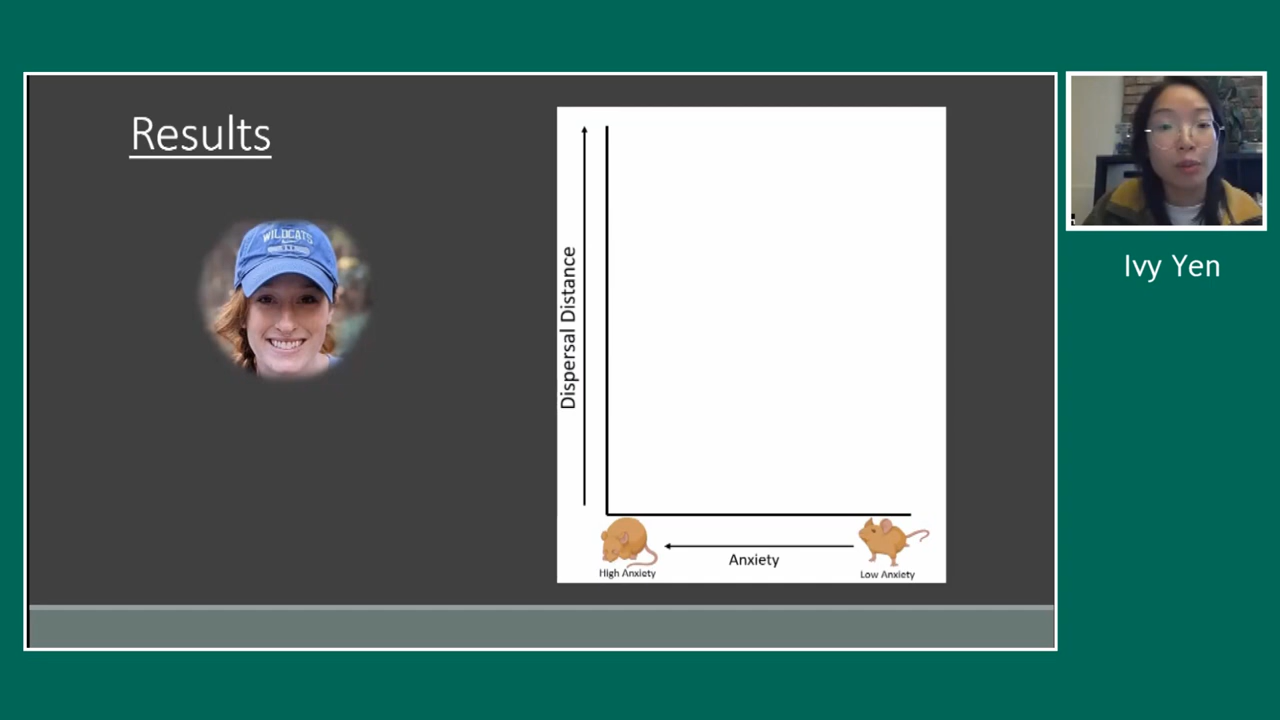 Results
WILDCATS
Dispersal Distance
Anxiety
High Anxiety
Low Anxiety
Ivy Yen